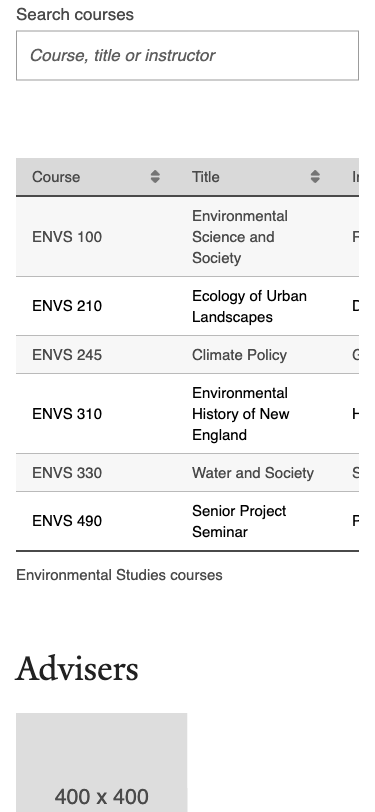 Search courses
Course, title or instructor
Course Title
ENVS 100 Environmental
Science and
Society
ENVS 210 Ecology of Urban
Landscapes
ENVS 245 Climate Policy
ENVS 310 Environmental
History of New
England
ENVS 330 Water and Society
ENVS 490 Senior Project
Seminar
Environmental Studies courses
Advisers
400 x 400